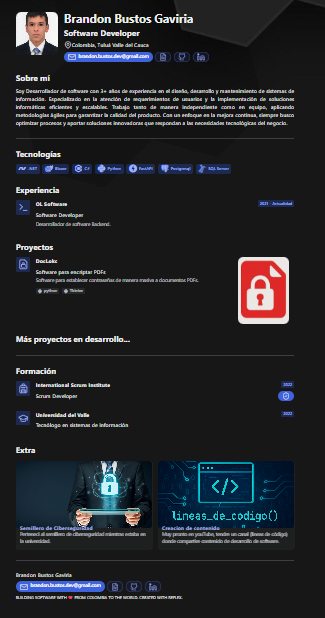 Brandon Bustos Gaviria
Software Developer
Colombia, Tuluá Valle del Cauca
brandon.bustos.dev@gmail.com
Sobre mí
Soy Desarrollador de software con 3+ años de experiencia en el diseño, desarrollo y mantenimiento de sistemas de
información. Especializado en la atención de requerimientos de usuarios y la implementación de soluciones
informáticas eficientes y escalables. Trabajo tanto de manera independiente como en equipo, aplicando
metodologías ágiles para garantizar la calidad del producto. Con un enfoque en la mejora continua, siempre busco
optimizar procesos y aportar soluciones innovadoras que respondan a las necesidades tecnológicas del negocio.
Tecnologías
.NET
Blazor
C#
Python
FastAPI
Postgresql
SQL Server
Experiencia
OL Software
2021 - Actualidad
Software Developer
Desarrollador de software Backend.
Proyectos
DocLoks
Software para encriptar PDFs
Software para establecer contraseñas de manera masiva a documentos PDFs.
python
Tkinter
Más proyectos en desarrollo...
Formación
International Scrum Institute
2022
Scrum Developer
Universidad del Valle
2022
Tecnólogo en sistemas de información
Extra
</>
lineas_de_codigo()
Semillero de Ciberseguridad
Pertenecí al semillero de ciberseguridad mientras estaba en
la universidad.
Creacion de contenido
Muy pronto en youTube, tendre un canal (lineas de código)
donde compartire contenido de desarrollo de software.
Brandon Bustos Gaviria
brandon.bustos.dev@gmail.com
BUILDING SOFTWARE WITH ❤ FROM COLOMBIA TO THE WORLD. CREATED WITH REFLEX.